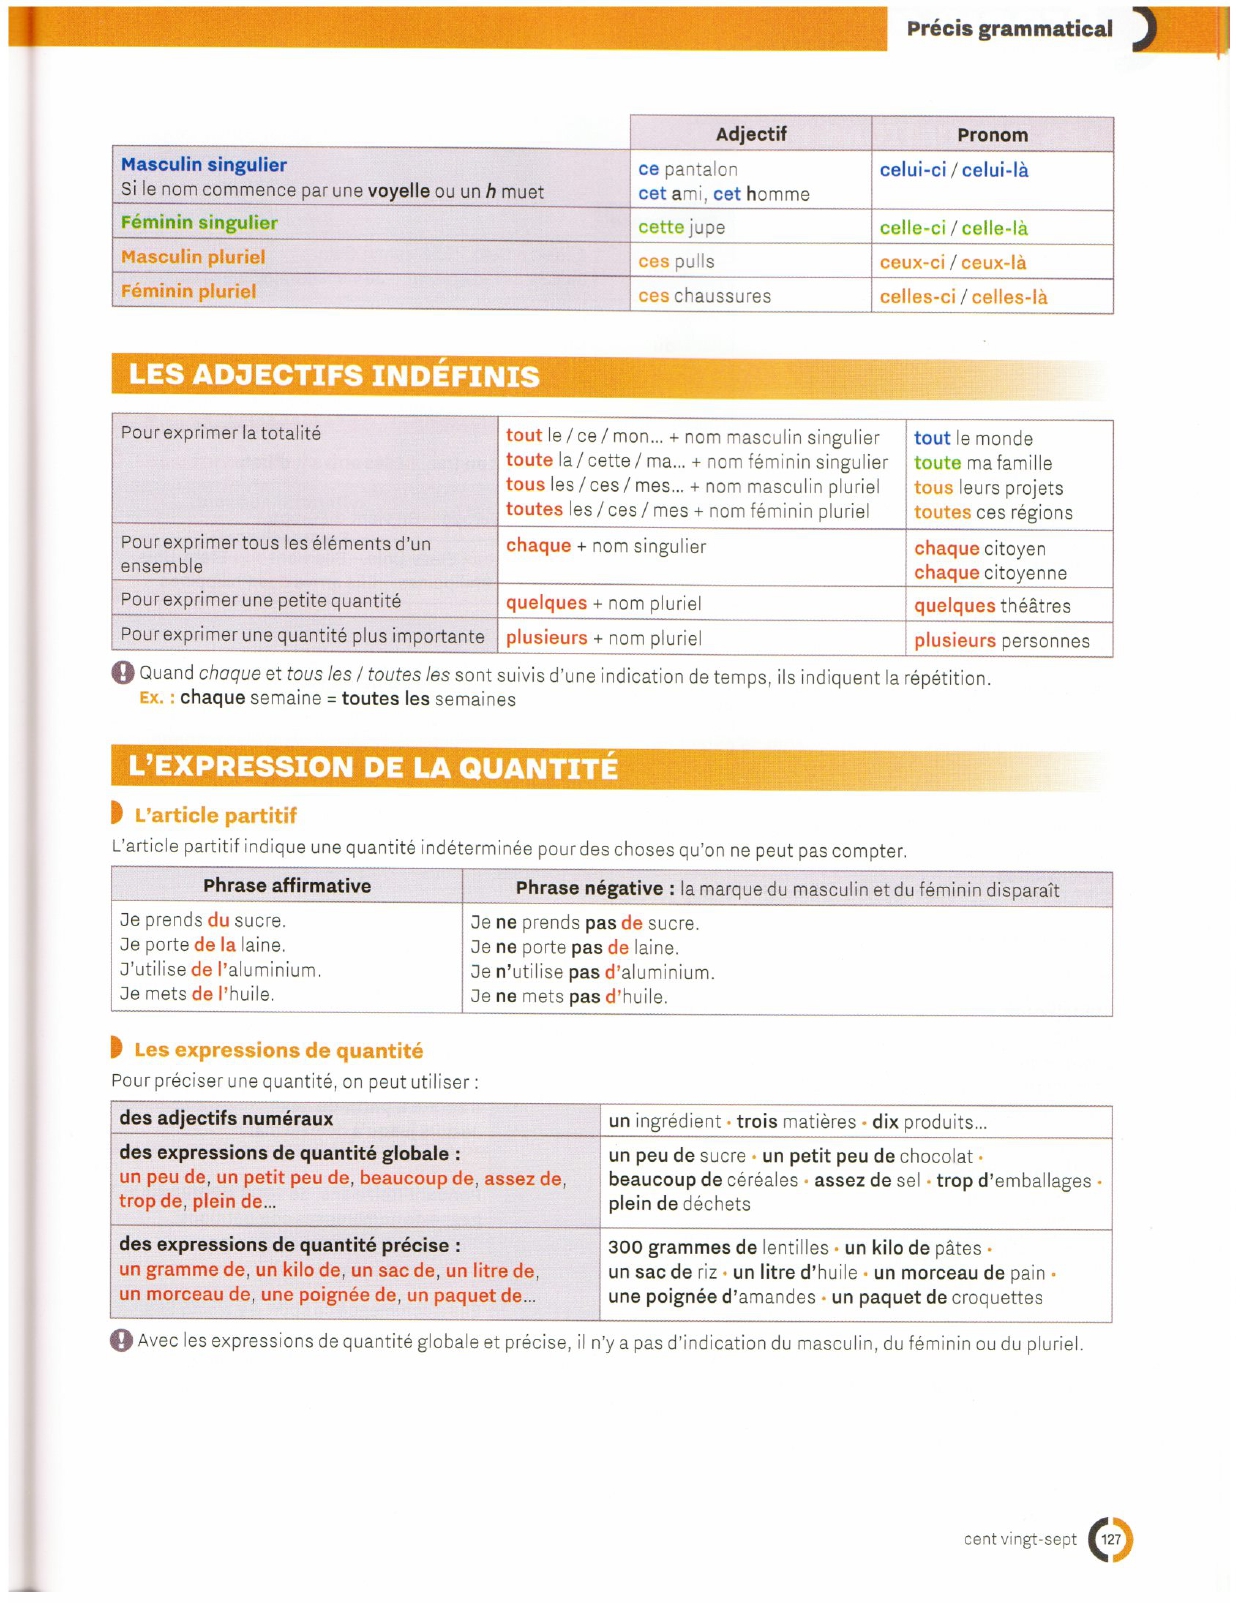 Précis grammatical
Adjectif Pronom
Masculin singulier
Si le nom commence par une voyelle ou un h muet
ce pantalon
cet ami, cet homme
celui-ci / celui-là
Féminin singulier cette jupe celle-ci / celle-là
Masculin pluriel ces pulls ceux-ci / ceux-là
Féminin pluriel ces chaussures celles-ci / celles-là
LES ADJECTIFS INDÉFINIS
Pour exprimer la totalité
tout le / ce / mon... + nom masculin singulier
toute la / cette / ma... + nom féminin singulier
tous les / ces / mes... + nom masculin pluriel
toutes les / ces / mes + nom féminin pluriel
tout le monde
toute ma famille
tous leurs projets
toutes ces régions
Pour exprimer tous les éléments d'un
ensemble
chaque + nom singulier
chaque citoyen
chaque citoyenne
Pour exprimer une petite quantité quelques + nom pluriel quelques théâtres
Pour exprimer une quantité plus importante plusieurs + nom pluriel plusieurs personnes
! Quand chaque et tous les / toutes les sont suivis d'une indication de temps, ils indiquent la répétition.
Ex. : chaque semaine = toutes les semaines
L'EXPRESSION DE LA QUANTITÉ
L'article partitif
L'article partitif indique une quantité indéterminée pour des choses qu'on ne peut pas compter.
Phrase affirmative Phrase négative : la marque du masculin et du féminin disparaît
Je prends du sucre.
Je porte de la laine.
J'utilise de l'aluminium.
Je mets de l'huile.
Je ne prends pas de sucre.
Je ne porte pas de laine.
Je n'utilise pas d'aluminium.
Je ne mets pas d'huile.
Les expressions de quantité
Pour préciser une quantité, on peut utiliser :
des adjectifs numéraux un ingrédient • trois matières • dix produits...
des expressions de quantité globale :
un peu de, un petit peu de, beaucoup de, assez de,
trop de, plein de...
un peu de sucre • un petit peu de chocolat •
beaucoup de céréales • assez de sel • trop d'emballages •
plein de déchets
des expressions de quantité précise :
un gramme de, un kilo de, un sac de, un litre de,
un morceau de, une poignée de, un paquet de...
300 grammes de lentilles • un kilo de pâtes •
un sac de riz • un litre d'huile • un morceau de pain •
une poignée d'amandes • un paquet de croquettes
! Avec les expressions de quantité globale et précise, il n'y a pas d'indication du masculin, du féminin ou du pluriel.
cent vingt-sept 127